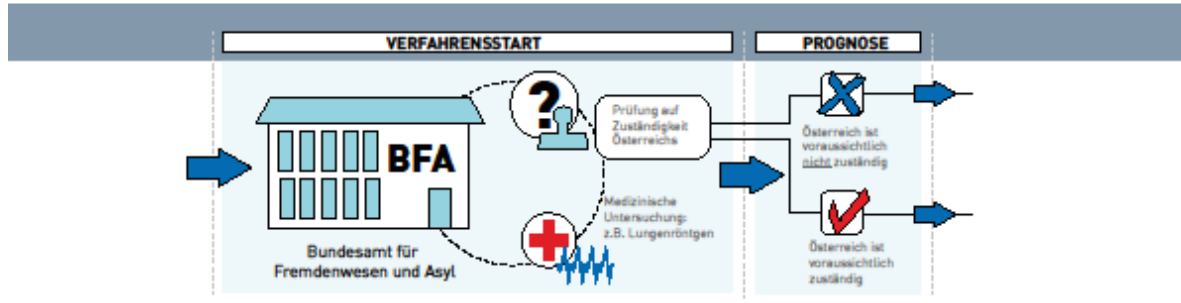 VERFAHRENSSTART
PROGNOSE
?
BFA
Prüfung auf
Zuständigkeit
Österreichs
Medizinische
Untersuchung:
z.B. Lungenröntgen
Bundesamt für
Fremdenwesen und Asyl
Österreich ist
voraussichtlich
nicht zuständig
Österreich ist
voraussichtlich
zuständig